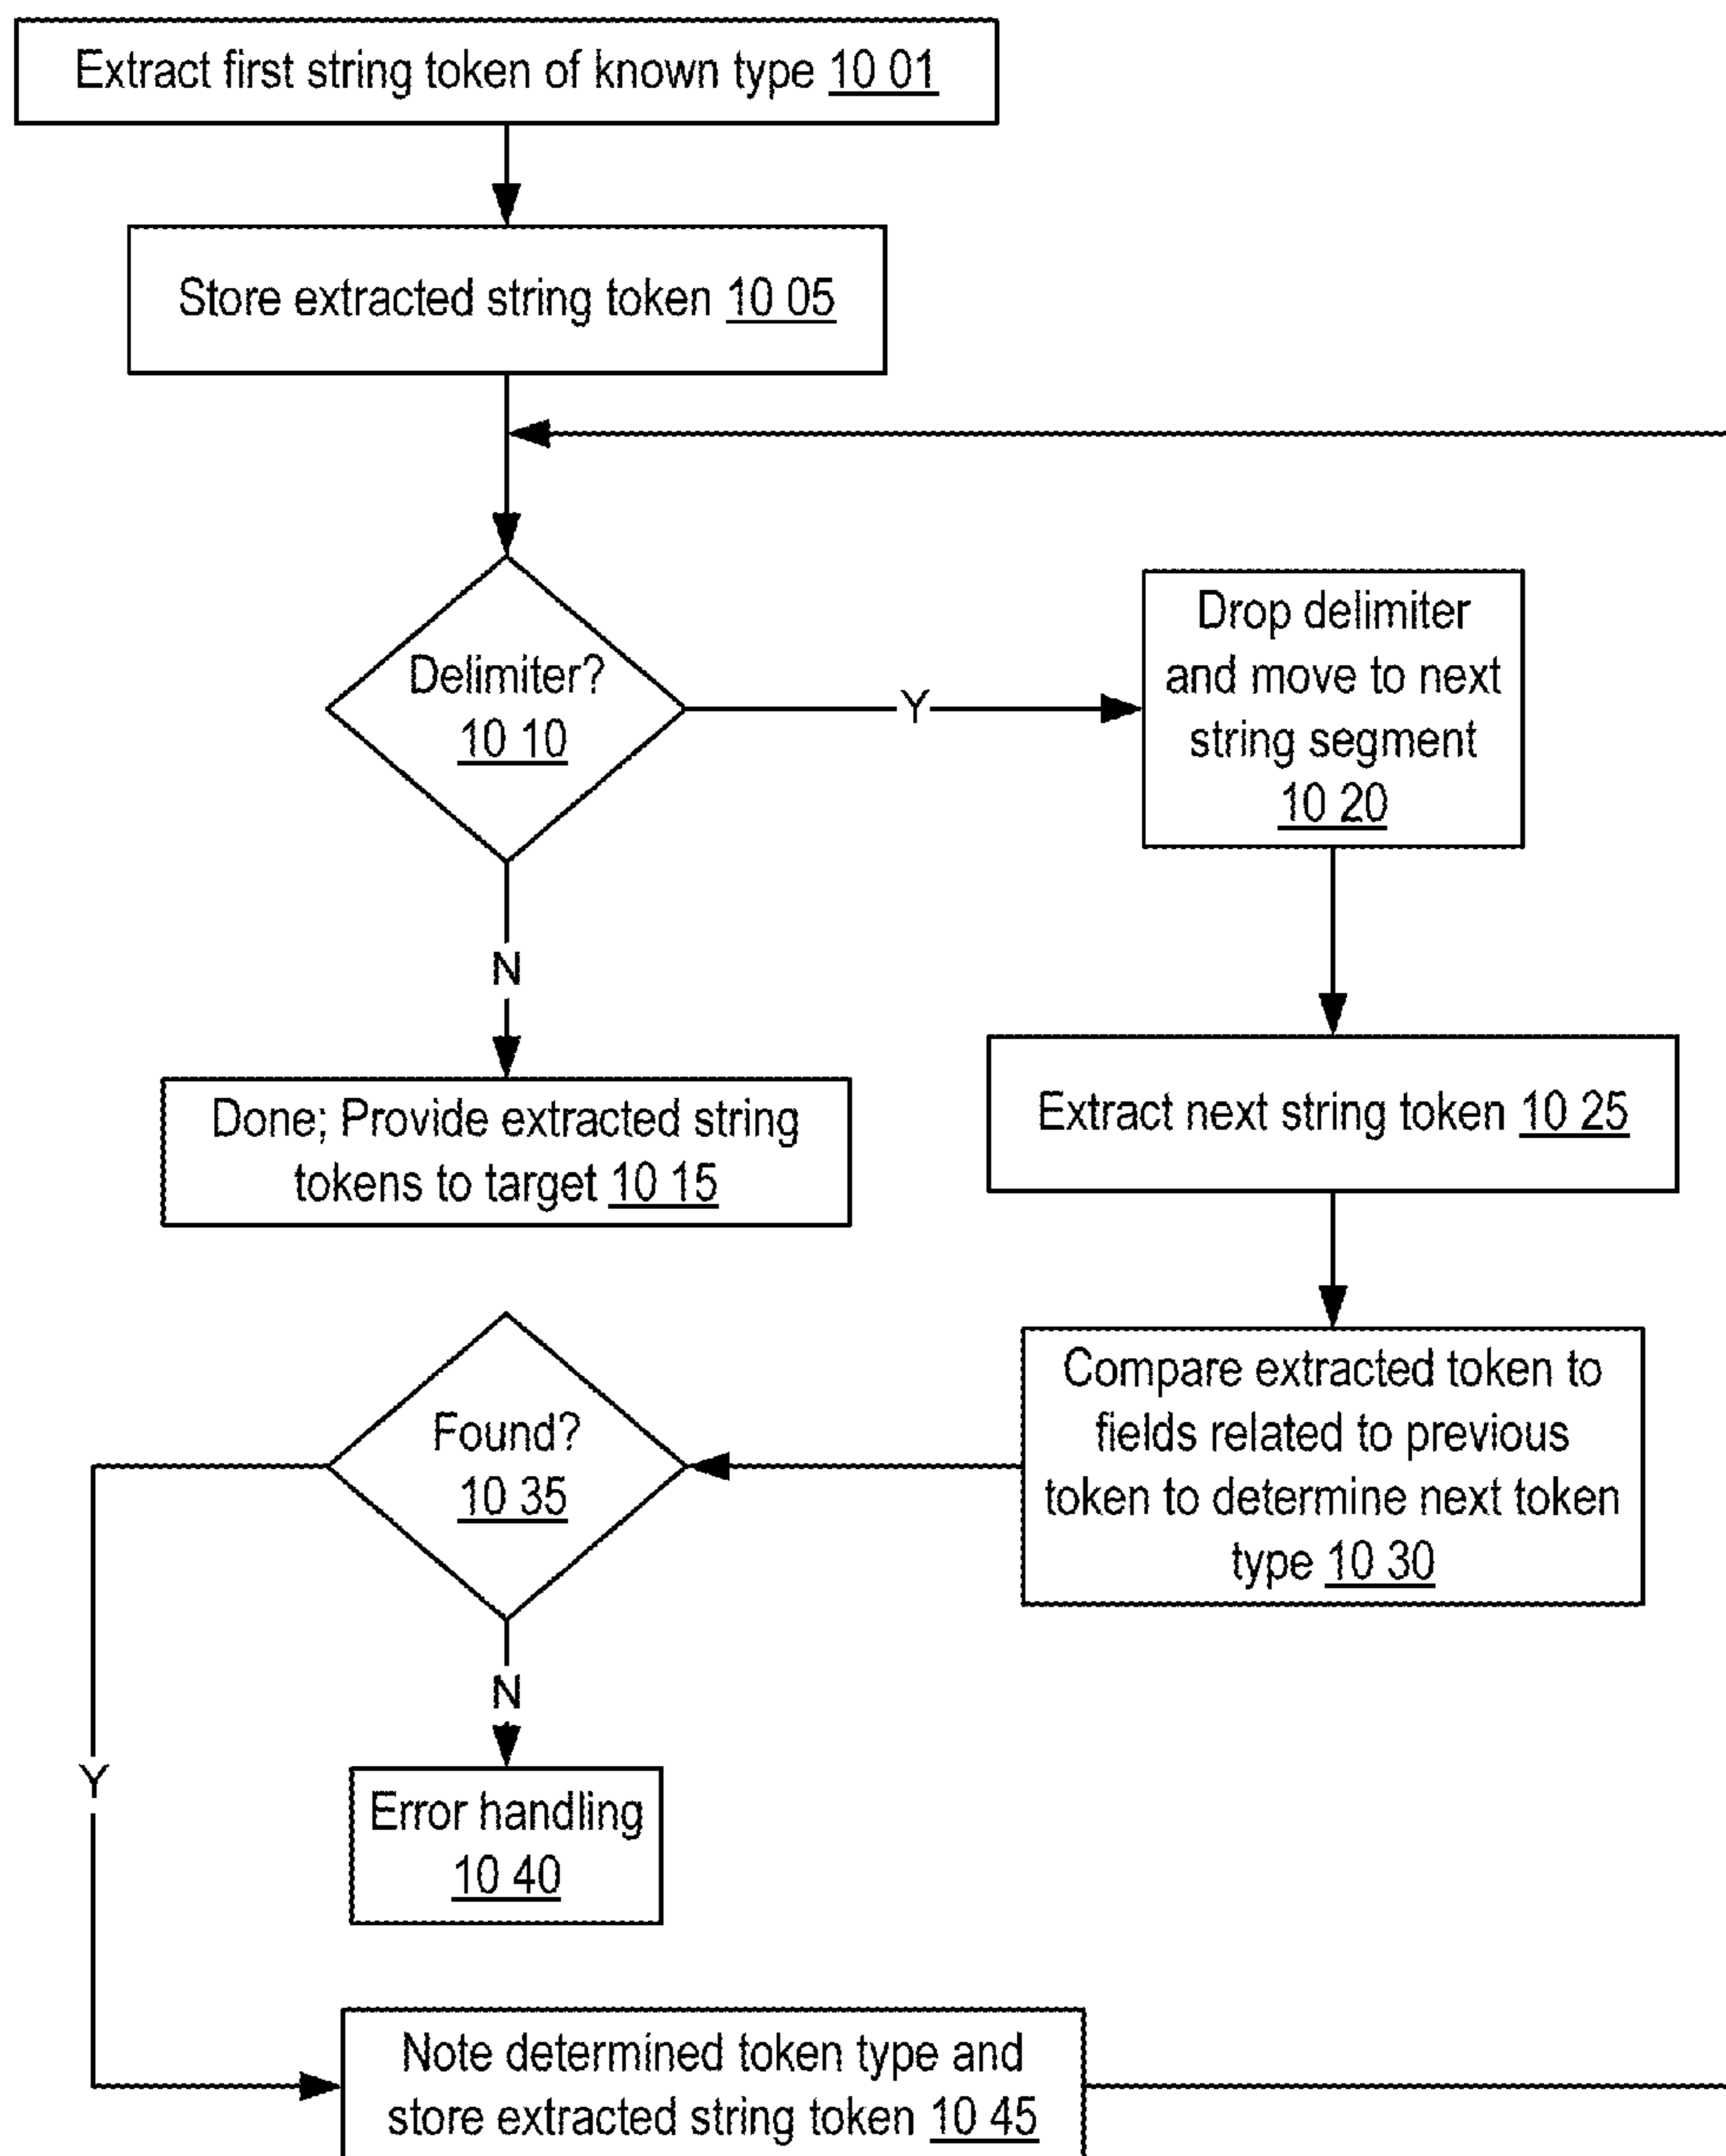 Extract first string token of known type 10 01
Store extracted string token 10 05
Delimiter?
10 10
Y
Drop delimiter
and move to next
string segment
10 20
N
Done; Provide extracted string
tokens to target 10 15
Extract next string token 10 25
Compare extracted token to
fields related to previous
token to determine next token
type 10 30
Found?
10 35
N
Y
Error handling
10 40
Note determined token type and
store extracted string token 10 45